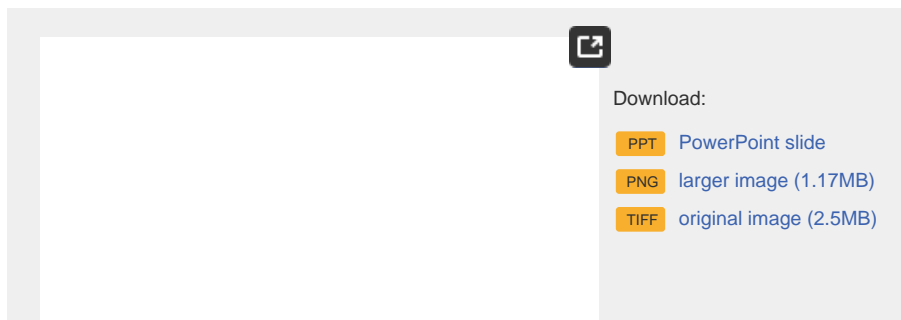 Download:
PPT PowerPoint slide
PNG larger image (1.17MB)
TIFF original image (2.5MB)